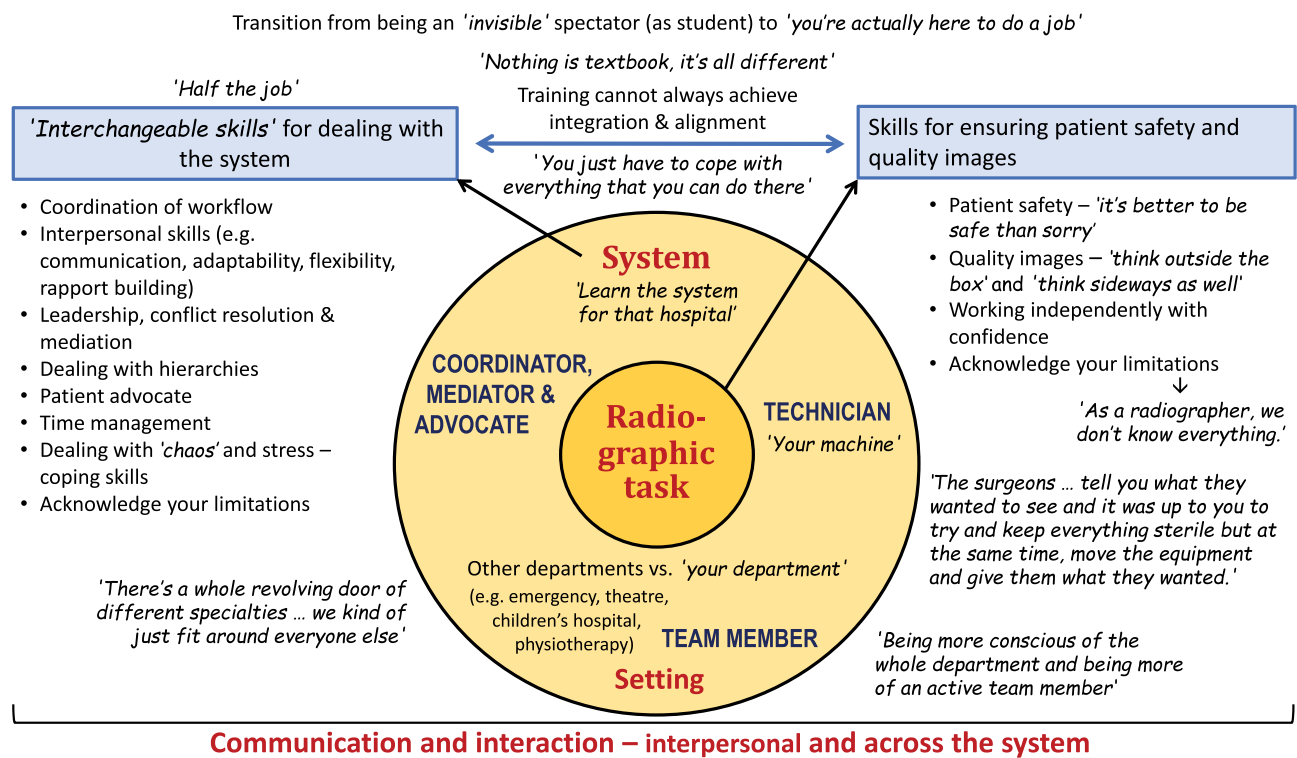 Transition from being an 'invisible' spectator (as student) to 'you're actually here to do a job'
'Nothing is textbook, it's all different'
'Half the job'
Training cannot always achieve
integration & alignment
'Interchangeable skills' for dealing with
the system
Skills for ensuring patient safety and
quality images
'You just have to cope with
everything that you can do there'
• Coordination of workflow
• Interpersonal skills (e.g.
communication, adaptability, flexibility,
rapport building)
• Leadership, conflict resolution &
mediation
• Dealing with hierarchies
• Patient advocate
• Time management
• Dealing with 'chaos' and stress –
coping skills
• Acknowledge your limitations
'There's a whole revolving door of
different specialties ... we kind of
just fit around everyone else'
System
'Learn the system
for that hospital'
COORDINATOR,
MEDIATOR &
ADVOCATE
Radio-
graphic
task
TECHNICIAN
'Your machine'
Other departments vs. 'your department'
(e.g. emergency, theatre,
children's hospital,
physiotherapy)
TEAM MEMBER
Setting
• Patient safety – 'it's better to be
safe than sorry'
• Quality images – 'think outside the
box' and 'think sideways as well'
• Working independently with
confidence
• Acknowledge your limitations
'As a radiographer, we
don't know everything.'
'The surgeons ... tell you what they
wanted to see and it was up to you to
try and keep everything sterile but at
the same time, move the equipment
and give them what they wanted.'
'Being more conscious of the
whole department and being more
of an active team member'
Communication and interaction – interpersonal and across the system